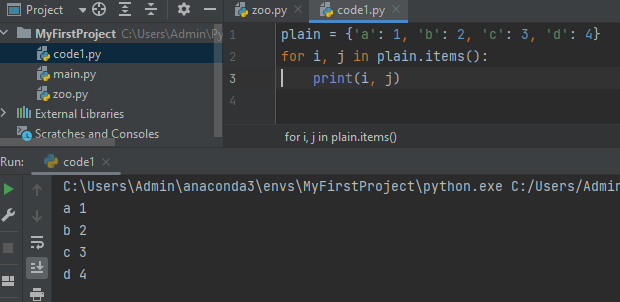 Project
zoo.py
code1.py
MyFirstProject C:\Users\Admin\Py
code1.py
main.py
zoo.py
External Libraries
Scratches and Consoles
1 plain = {'a': 1, 'b': 2, 'c': 3, 'd': 4}
2 for i, j in plain.items():
3 print(i, j)
4
for i, j in plain.items()
Run: code1
C:\Users\Admin\anaconda3\envs\MyFirstProject\python.exe C:/Users/Admin
a 1
b 2
c 3
d 4